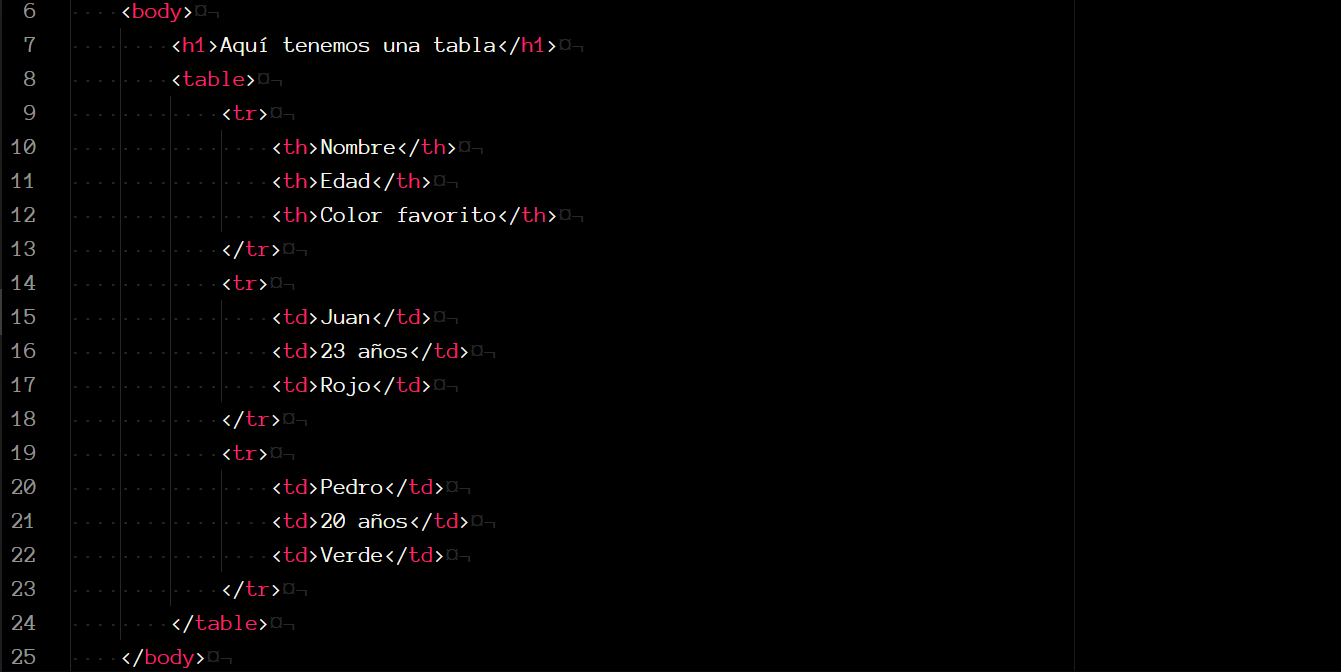 6 <body>
7 <h1>Aquí tenemos una tabla</h1>
8 <table>
9 <tr>
10 <th>Nombre</th>
11 <th>Edad</th>
12 <th>Color favorito</th>
13 </tr>
14 <tr>
15 <td>Juan</td>
16 <td>23 años</td>
17 <td>Rojo</td>
18 </tr>
19 <tr>
20 <td>Pedro</td>
21 <td>20 años</td>
22 <td>Verde</td>
23 </tr>
24 </table>
25 </body>